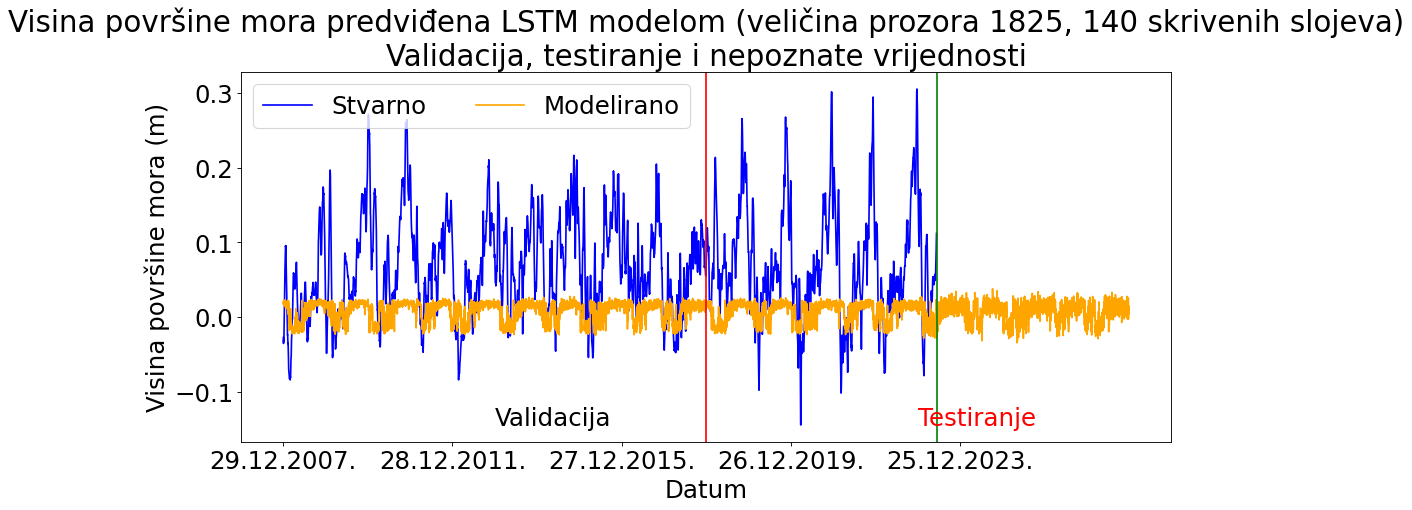 Visina površine mora predviđena LSTM modelom (veličina prozora 1825, 140 skrivenih slojeva)
Validacija, testiranje i nepoznate vrijednosti
Stvarno Modelirano
Visina površine mora (m)
0.3
0.2
0.1
0.0
−0.1
Validacija Testiranje
29.12.2007. 28.12.2011. 27.12.2015. 26.12.2019. 25.12.2023.
Datum